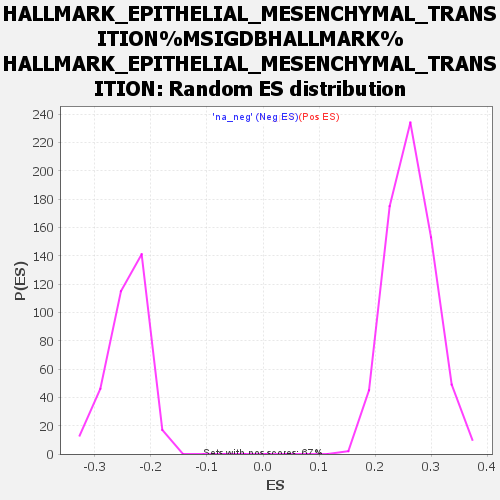 HALLMARK_EPITHELIAL_MESENCHYMAL_TRANS
ITION%MSIGDBHALLMARK%
HALLMARK_EPITHELIAL_MESENCHYMAL_TRANS
ITION: Random ES distribution
'na_neg' (Neg ES)(Pos ES)
240
220
200
180
160
140
120
100
80
60
40
20
0
P(ES)
Sets with pos scores: 67%
-0.3 -0.2 -0.1 0.0 0.1 0.2 0.3 0.4
ES